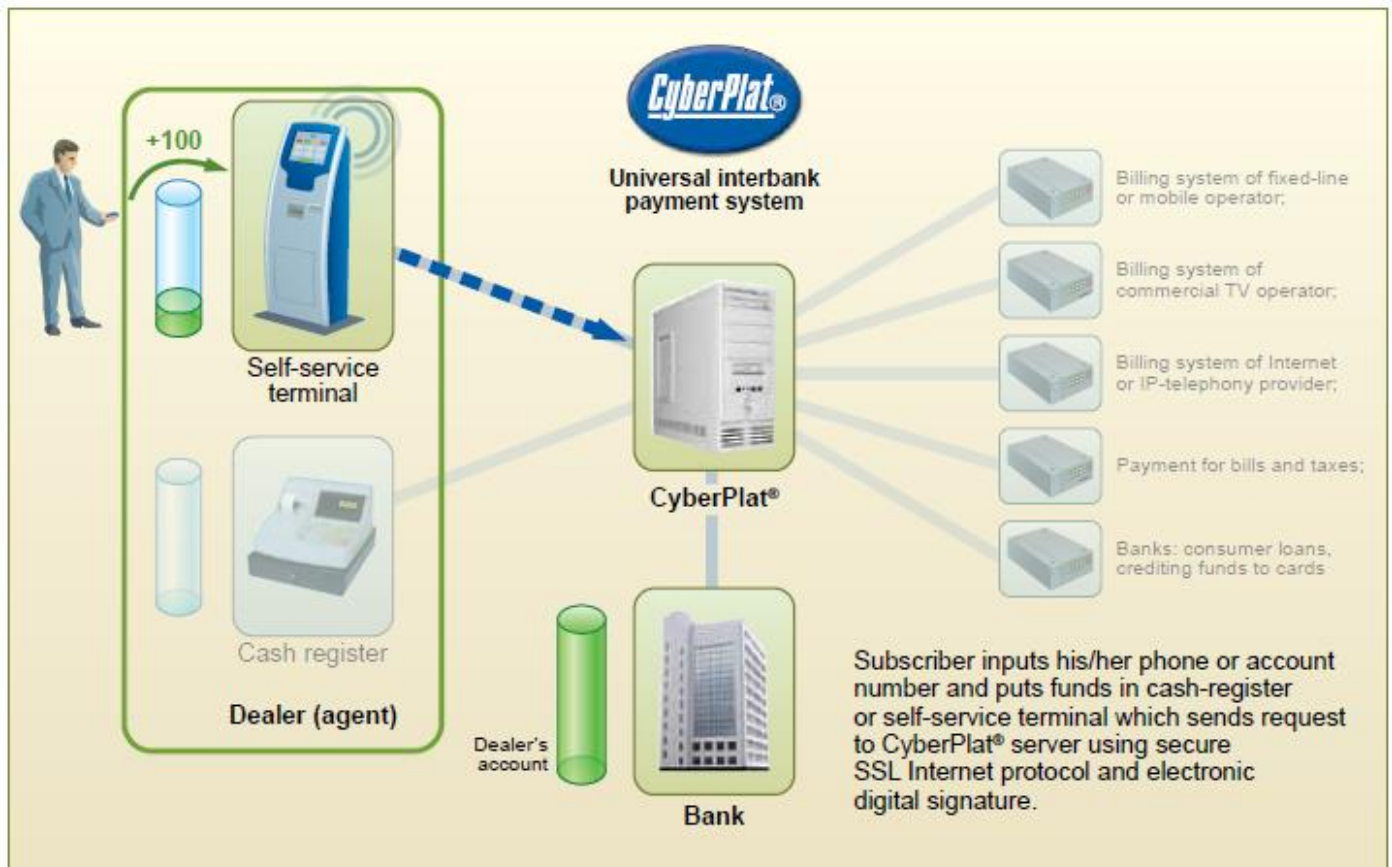 CyberPlat®
Universal interbank
payment system
+100
Self-service
terminal
Cash register
Dealer (agent)
CyberPlat®
Dealer's
account
Bank
Billing system of fixed-line
or mobile operator;
Billing system of
commercial TV operator;
Billing system of Internet
or IP-telephony provider;
Payment for bills and taxes;
Banks: consumer loans,
crediting funds to cards
Subscriber inputs his/her phone or account
number and puts funds in cash-register
or self-service terminal which sends request
to CyberPlat® server using secure
SSL Internet protocol and electronic
digital signature.